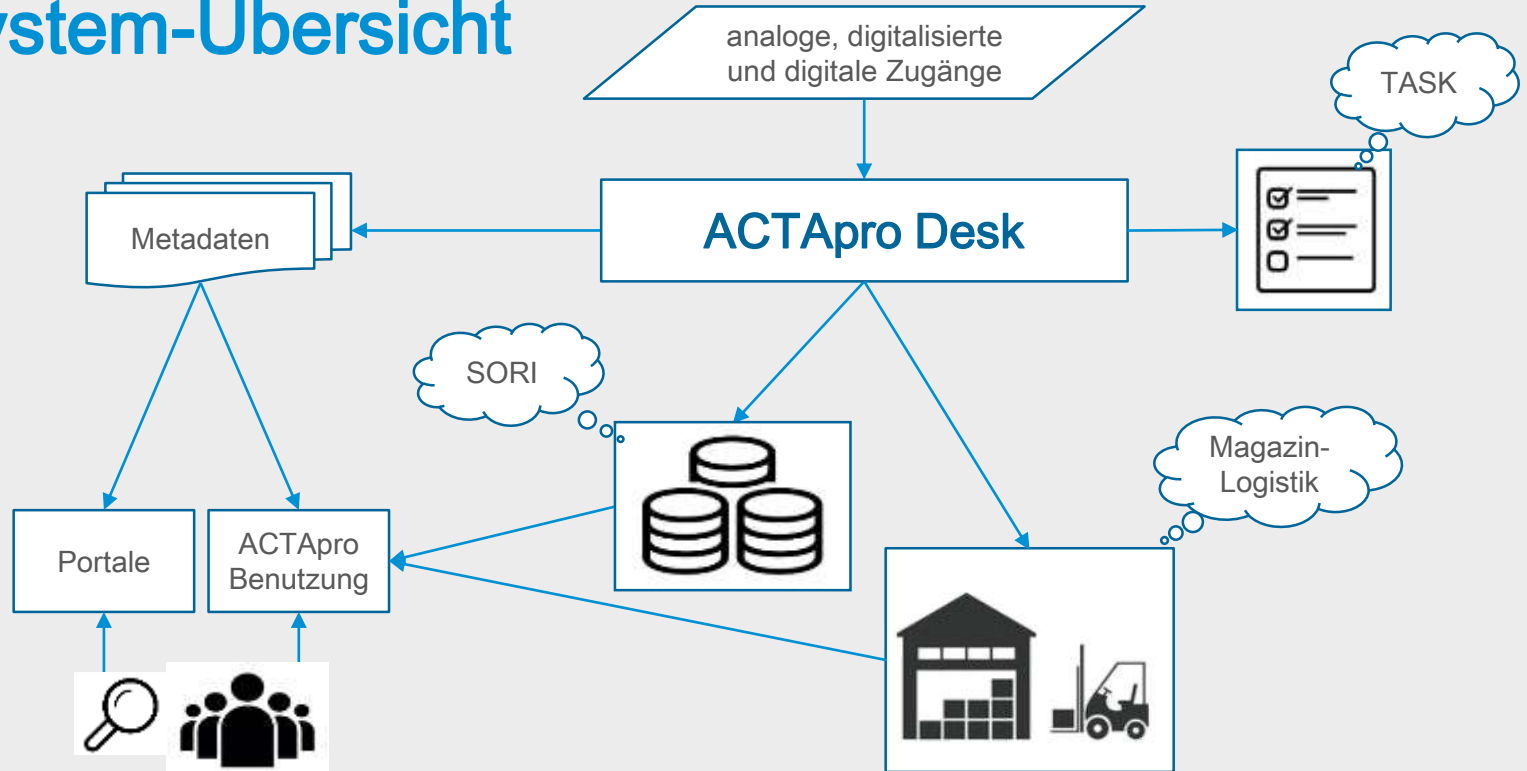 ystem-Übersicht
analoge, digitalisierte
und digitale Zugänge
TASK
Metadaten
ACTApro Desk
SORI
Magazin-
Logistik
Portale
ACTApro
Benutzung